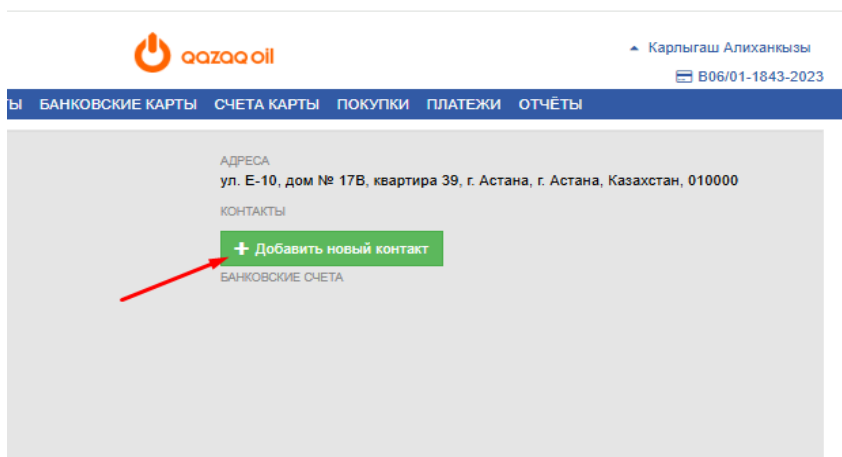 qazaq oil
Карлыгаш Алиханкызы
B06/01-1843-2023
ТЫ БАНКОВСКИЕ КАРТЫ СЧЕТА КАРТЫ ПОКУПКИ ПЛАТЕЖИ ОТЧЁТЫ
АДРЕСА
ул. Е-10, дом № 17В, квартира 39, г. Астана, г. Астана, Казахстан, 010000
КОНТАКТЫ
+ Добавить новый контакт
БАНКОВСКИЕ СЧЕТА